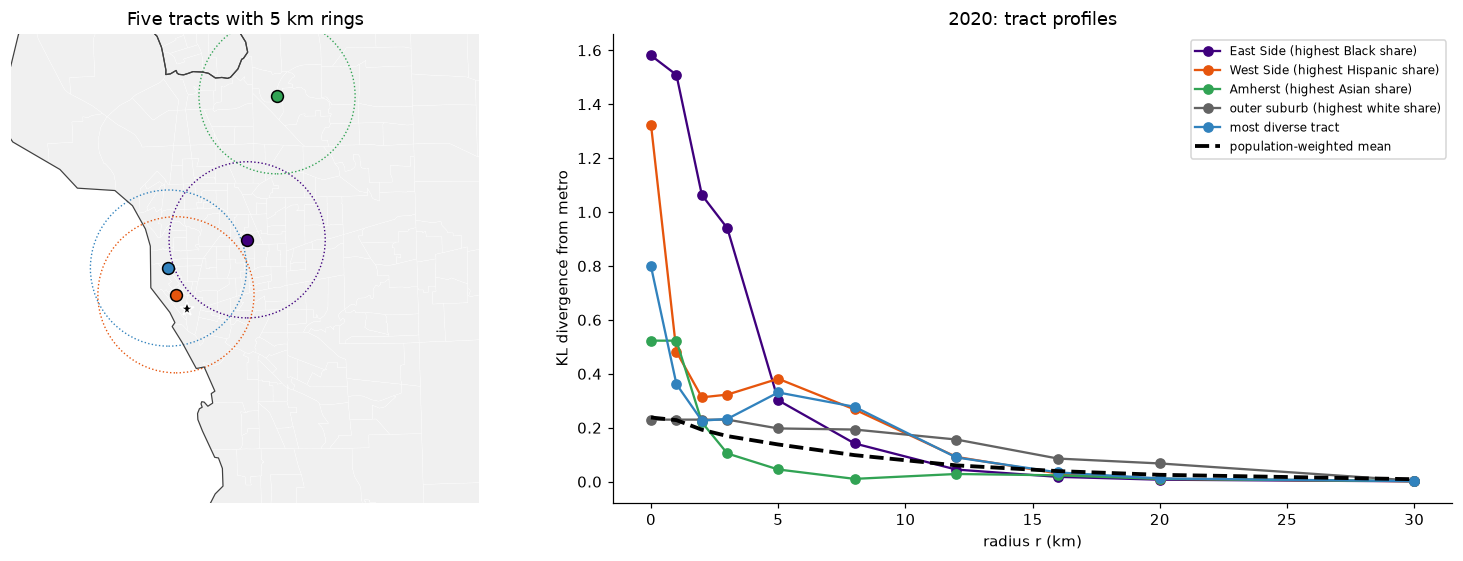 Five tracts with 5 km rings
2020: tract profiles
KL divergence from metro
1.6
1.4
1.2
1.0
0.8
0.6
0.4
0.2
0.0
East Side (highest Black share)
West Side (highest Hispanic share)
Amherst (highest Asian share)
outer suburb (highest white share)
most diverse tract
population-weighted mean
0 5 10 15 20 25 30
radius r (km)